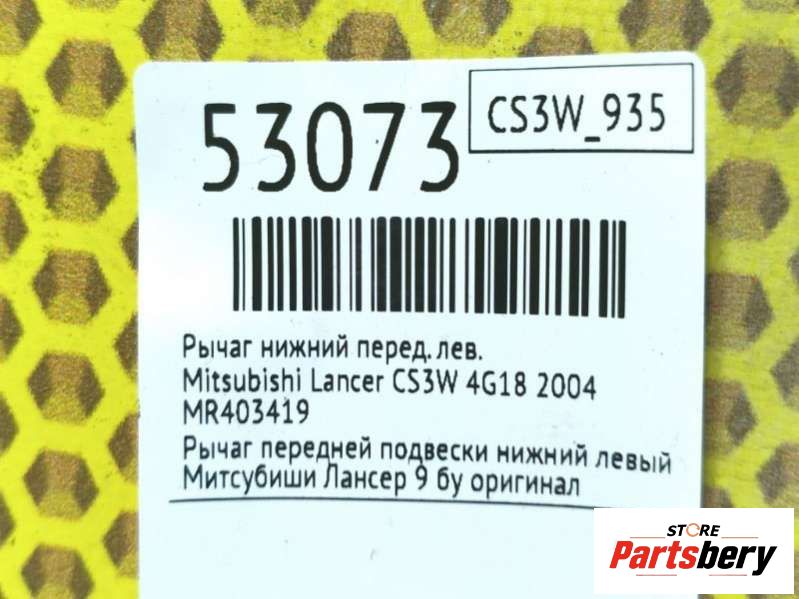 53073
CS3W_935
Рычаг нижний перед. лев.
Mitsubishi Lancer CS3W 4G18 2004
MR403419
Рычаг передней подвески нижний левый
Митсубиши Лансер 9 бу оригинал
STORE
Partsbery